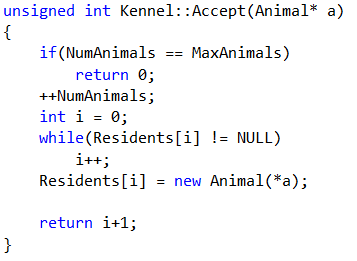 unsigned int Kennel::Accept(Animal* a)
{
    if(NumAnimals == MaxAnimals)
        return 0;
    ++NumAnimals;
    int i = 0;
    while(Residents[i] != NULL)
        i++;
    Residents[i] = new Animal(*a);

    return i+1;
}